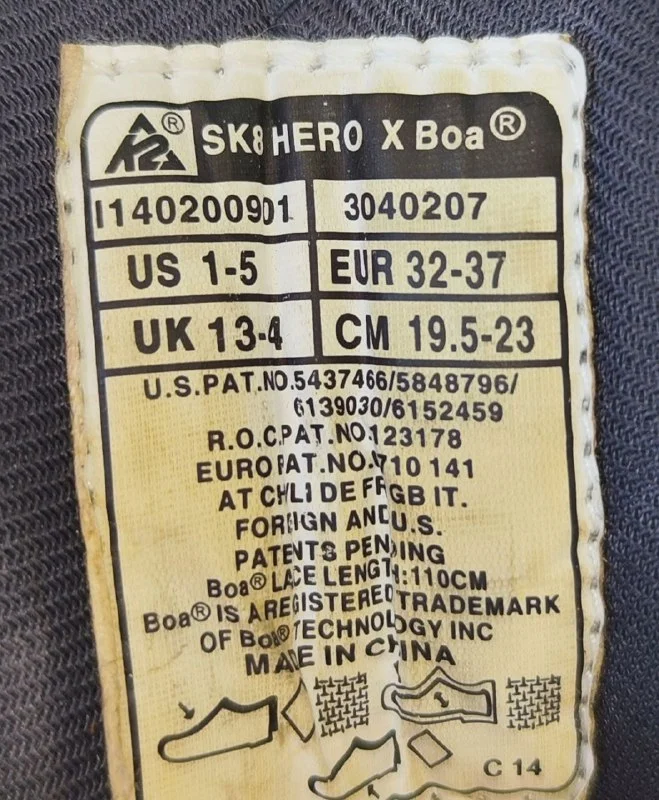 K2® SK8 HERO X Boa®
I140200901 3040207
US 1-5 EUR 32-37
UK 13-4 CM 19.5-23
U.S.PAT.NO.5437466/5848796/
6139030/6152459
R.O.C.PAT.NO.123178
EURO PAT.NO.710 141
AT CH LI DE FR GB IT.
FOREIGN AND U.S.
PATENTS PENDING
Boa® LACE LENGTH:110CM
Boa® IS A REGISTERED TRADEMARK
OF Boa® TECHNOLOGY INC
MADE IN CHINA
C 14